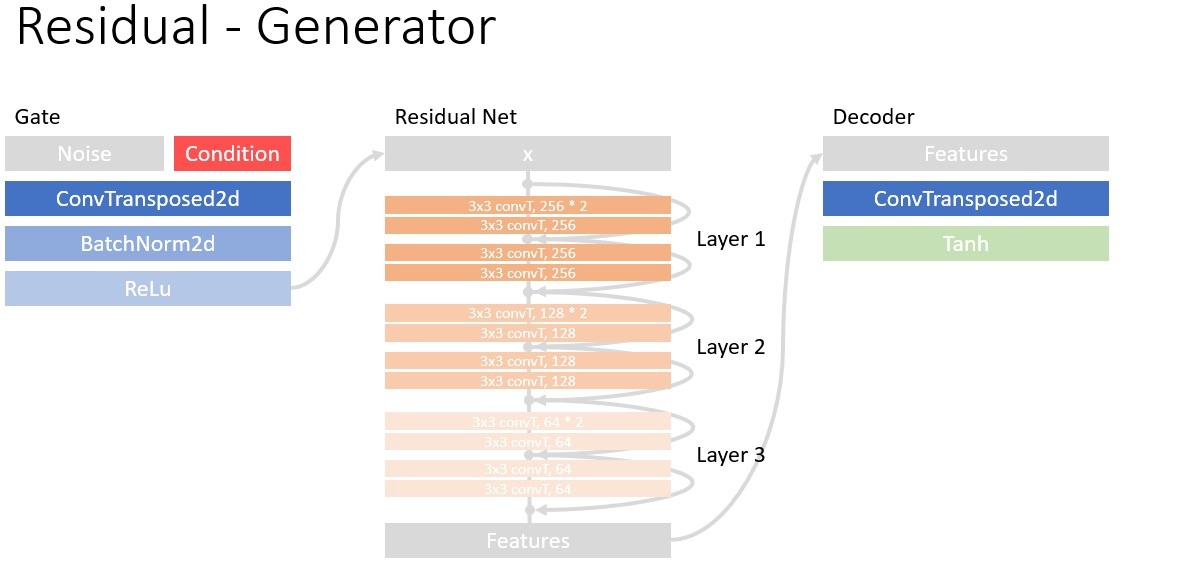 Residual - Generator
Gate
Noise
Condition
ConvTransposed2d
BatchNorm2d
ReLu
Residual Net
x
3x3 convT, 256 * 2
3x3 convT, 256
3x3 convT, 256
3x3 convT, 256
Layer 1
3x3 convT, 128 * 2
3x3 convT, 128
3x3 convT, 128
3x3 convT, 128
Layer 2
3x3 convT, 64 * 2
3x3 convT, 64
3x3 convT, 64
3x3 convT, 64
Layer 3
Features
Decoder
Features
ConvTransposed2d
Tanh